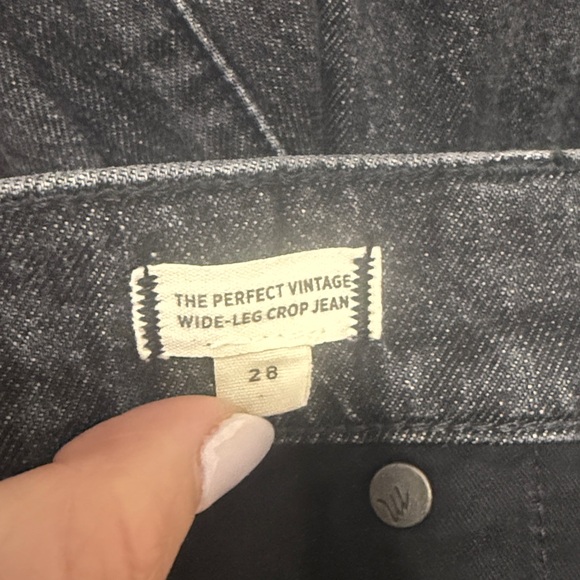 THE PERFECT VINTAGE
WIDE-LEG CROP JEAN
28